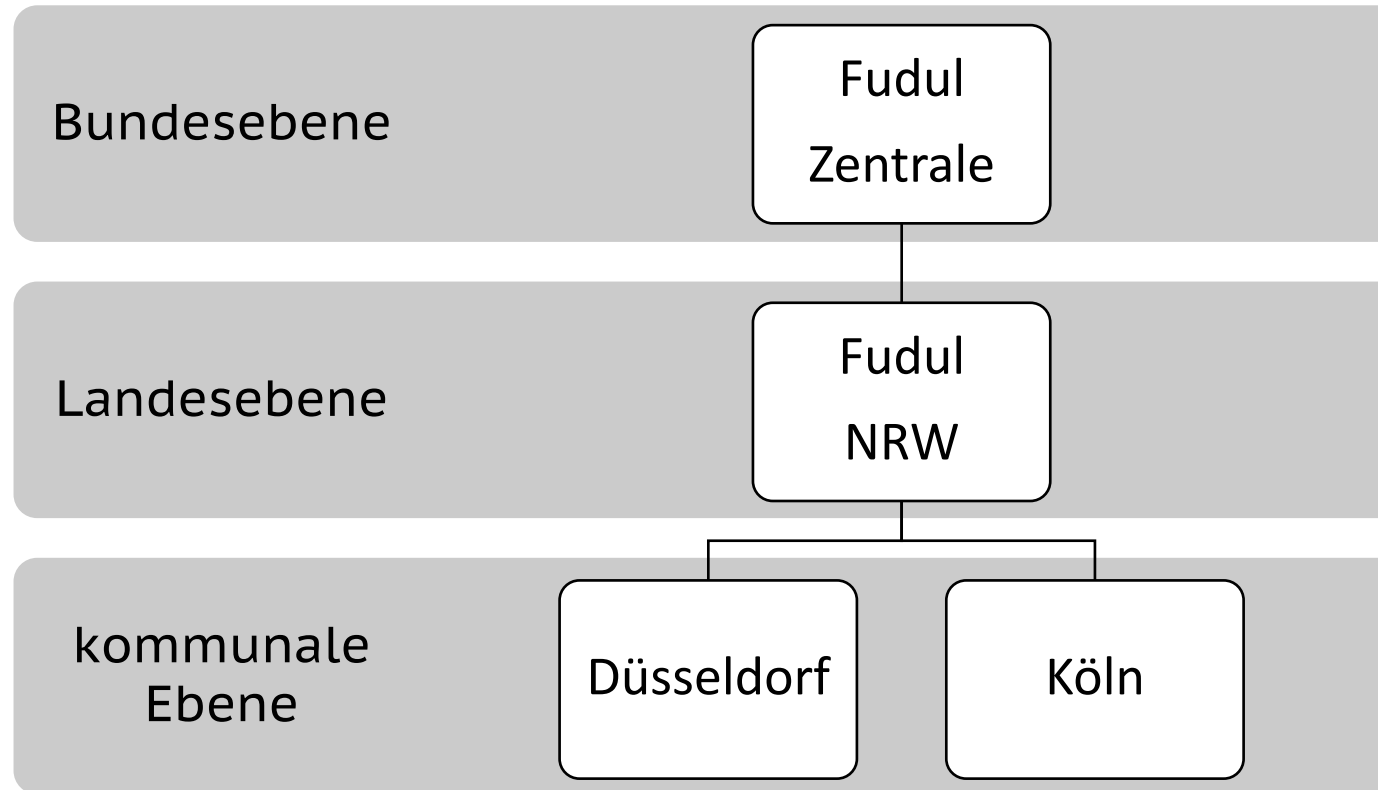 Bundesebene
Fudul
Zentrale
Landesebene
Fudul
NRW
kommunale
Ebene
Düsseldorf
Köln